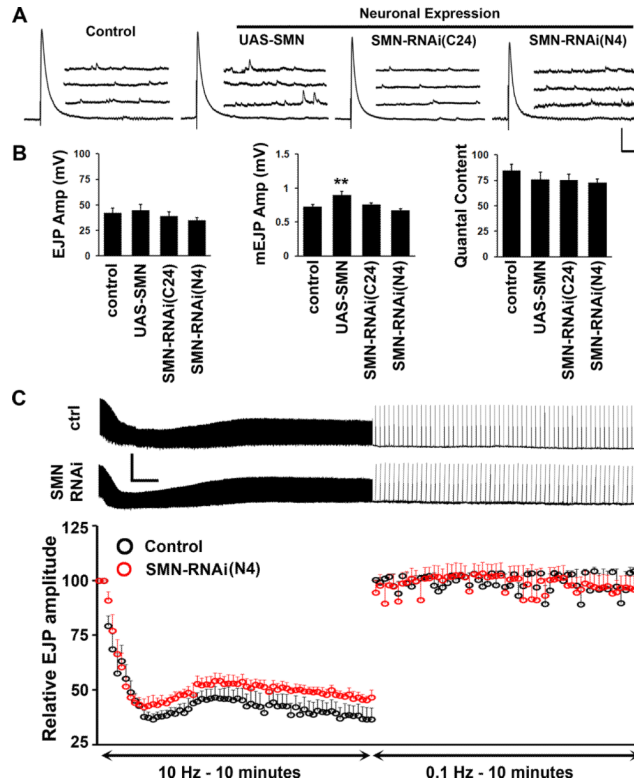 A
Neuronal Expression
Control
UAS-SMN
SMN-RNAi(C24)
SMN-RNAi(N4)
B
EJP Amp (mV)
100
75
50
25
0
control
UAS-SMN
SMN-RNAi(C24)
SMN-RNAi(N4)
mEJP Amp (mV)
1.5
1
0.5
0
**
control
UAS-SMN
SMN-RNAi(C24)
SMN-RNAi(N4)
Quantal Content
100
75
50
25
0
control
UAS-SMN
SMN-RNAi(C24)
SMN-RNAi(N4)
C
ctrl
SMN
RNAi
Relative EJP amplitude
125
100
75
50
25
Control
SMN-RNAi(N4)
10 Hz - 10 minutes
0.1 Hz - 10 minutes